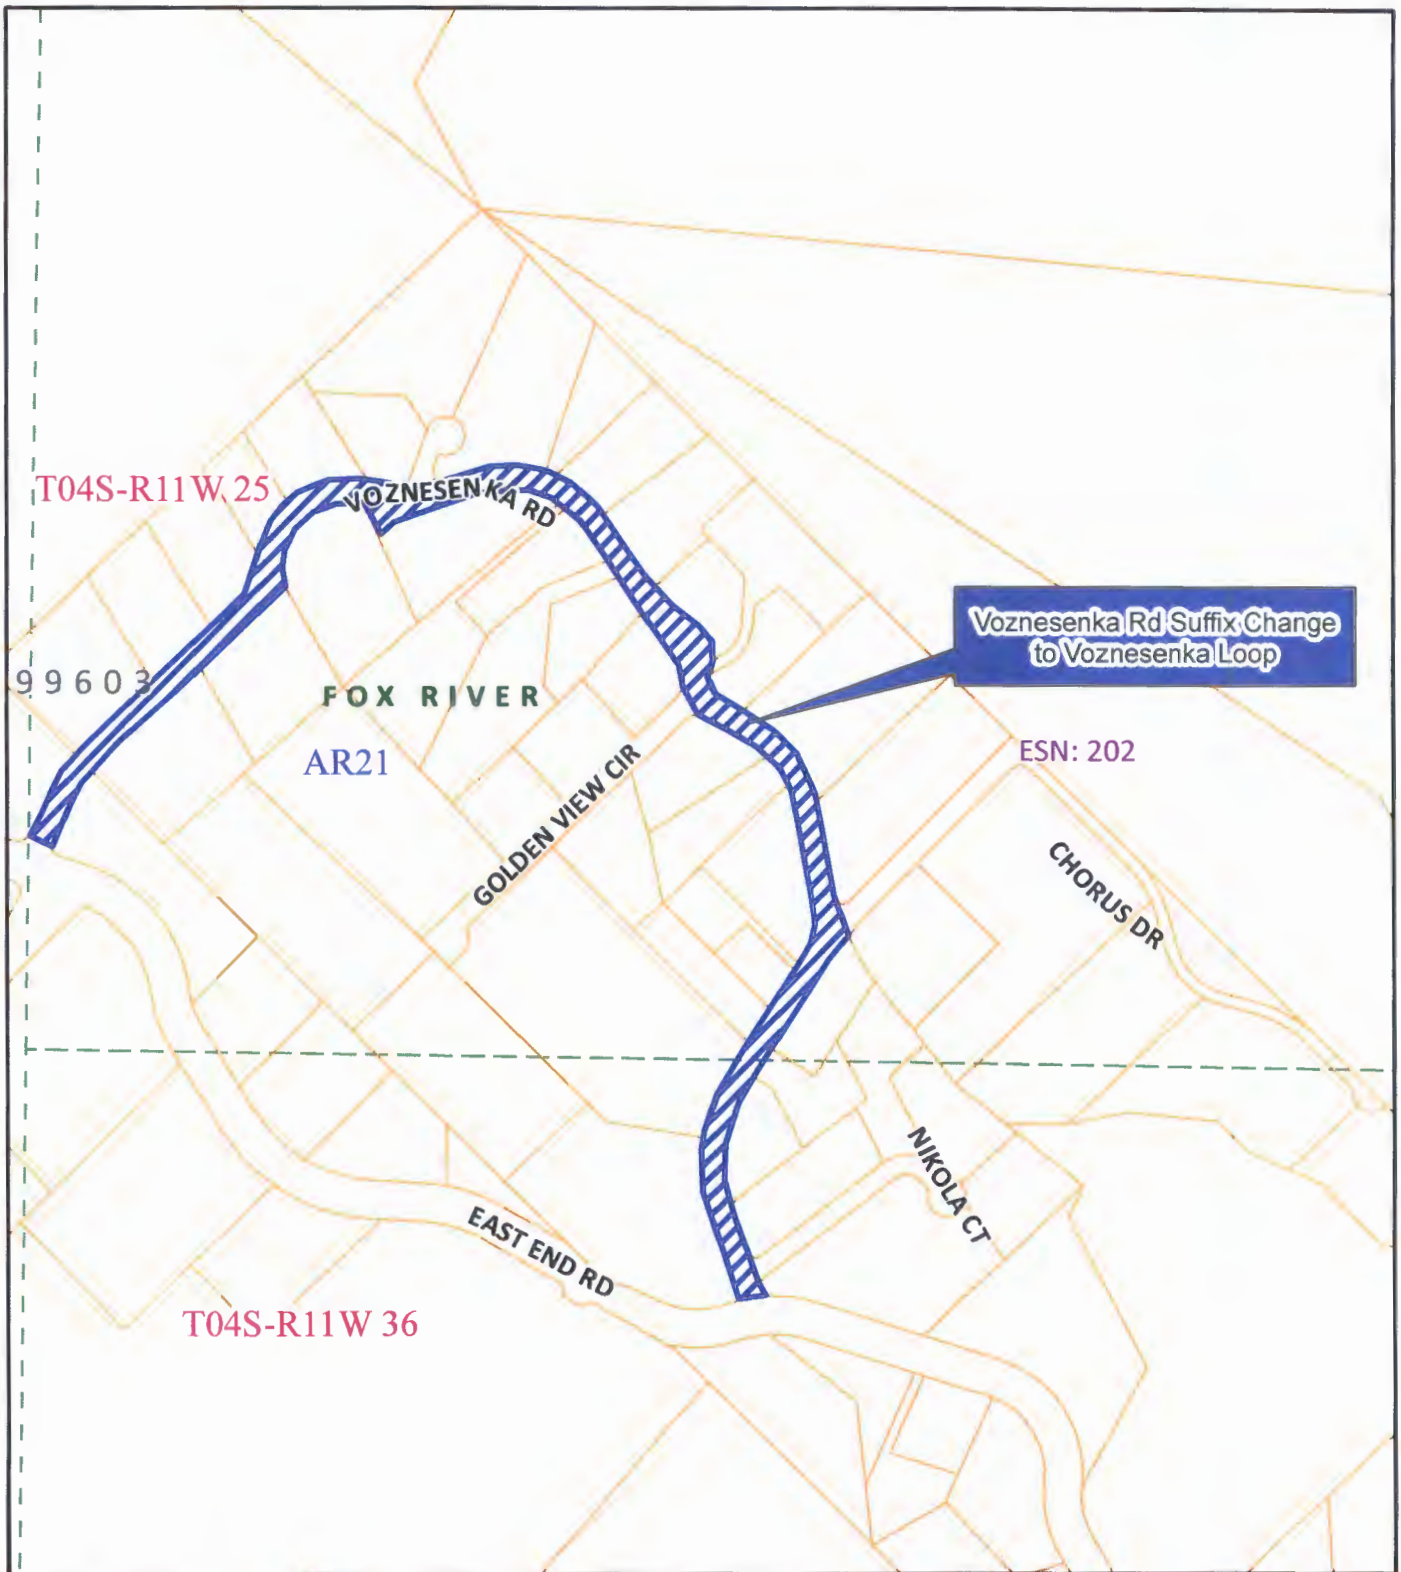 T04S-R11W 25
VOZNESENKA RD
Voznesenka Rd Suffix Change
to Voznesenka Loop
99603
FOX RIVER
AR21
ESN: 202
GOLDEN VIEW CIR
CHORUS DR
NIKOLA CT
EAST END RD
T04S-R11W 36